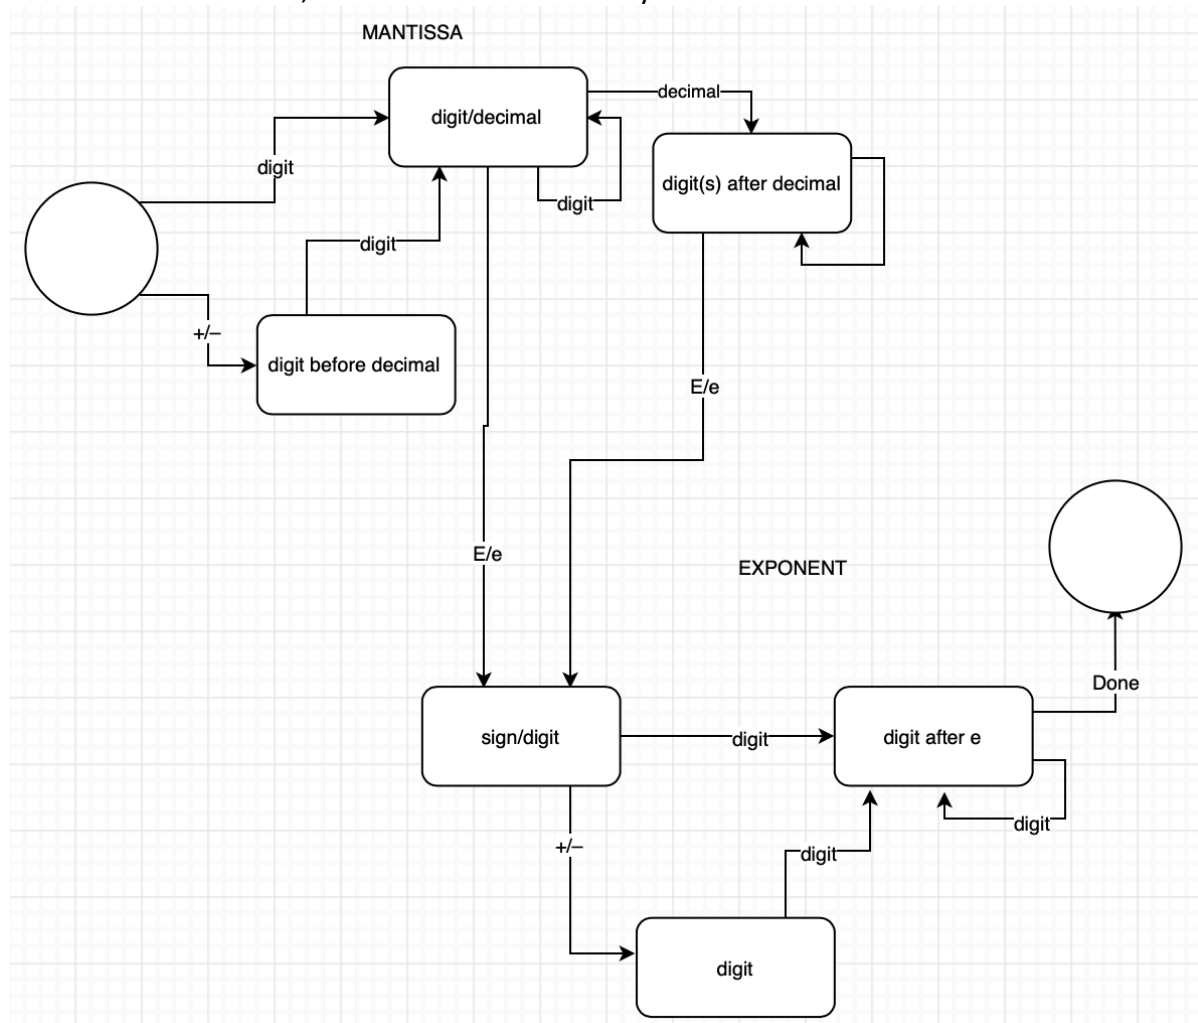 MANTISSA
digit/decimal
decimal
digit
digit(s) after decimal
digit
digit
+/–
digit before decimal
E/e
E/e
EXPONENT
Done
sign/digit
digit
digit after e
digit
+/–
digit
digit